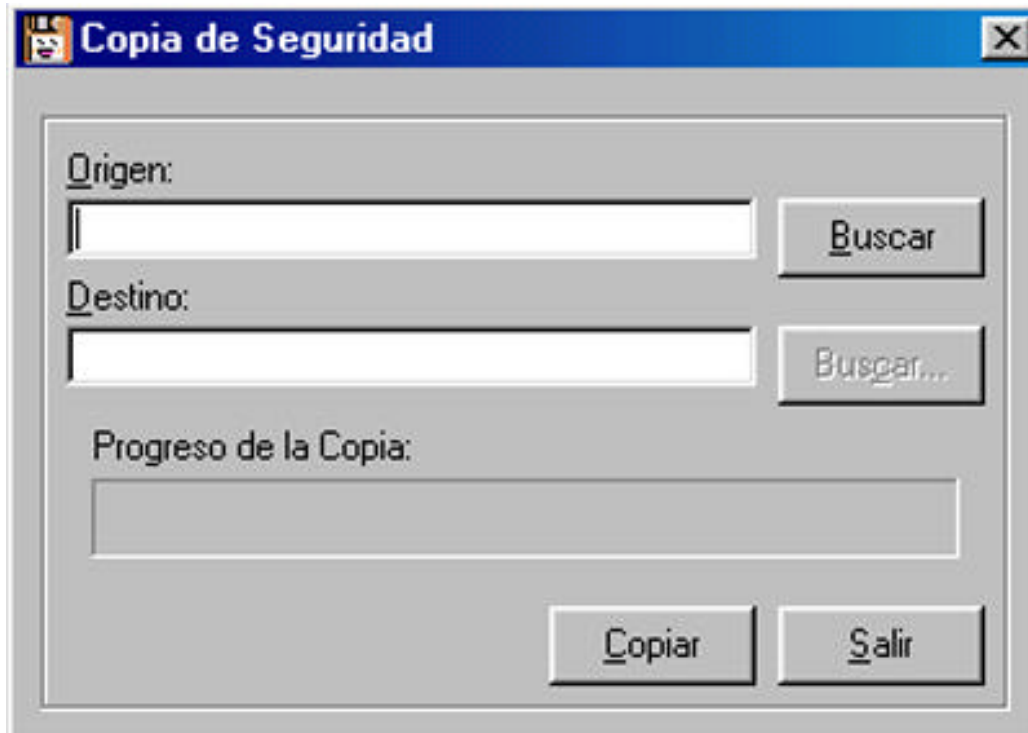 Copia de Seguridad
Origen:
Buscar
Destino:
Buscar...
Progreso de la Copia:
Copiar Salir